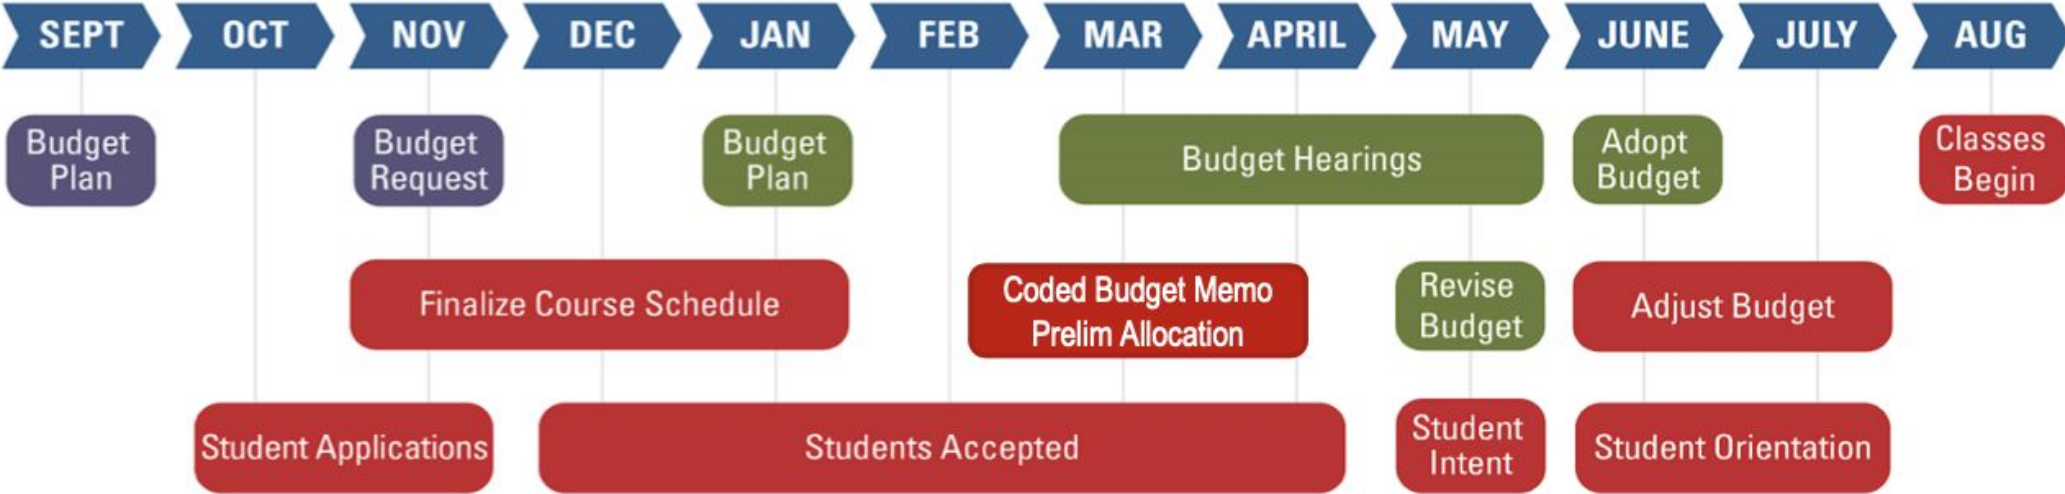 SEPT OCT NOV DEC JAN FEB MAR APRIL MAY JUNE JULY AUG
Budget
Plan
Budget
Request
Budget
Plan
Budget Hearings
Adopt
Budget
Classes
Begin
Finalize Course Schedule
Coded Budget Memo
Prelim Allocation
Revise
Budget
Adjust Budget
Student Applications
Students Accepted
Student
Intent
Student Orientation